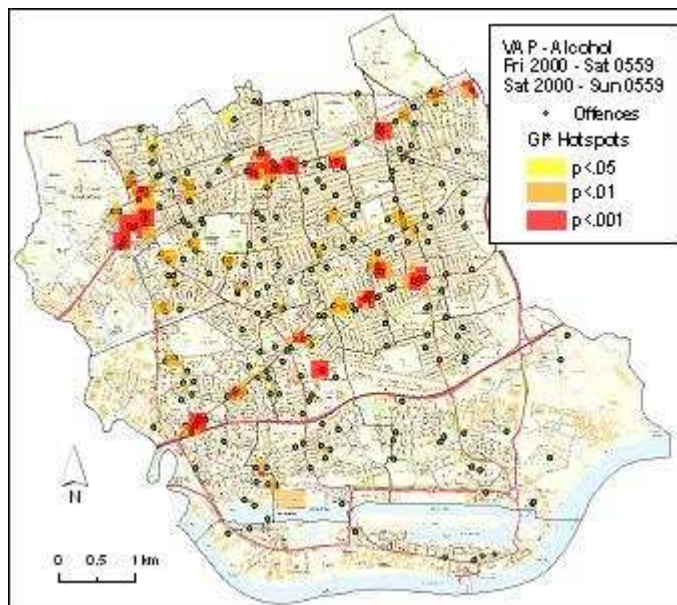 VAP - Alcohol
Fri 2000 - Sat 0559
Sat 2000 - Sun 0559
Offences
GI* Hotspots
p<.05
p<.01
p<.001
N
0 0.5 1 km